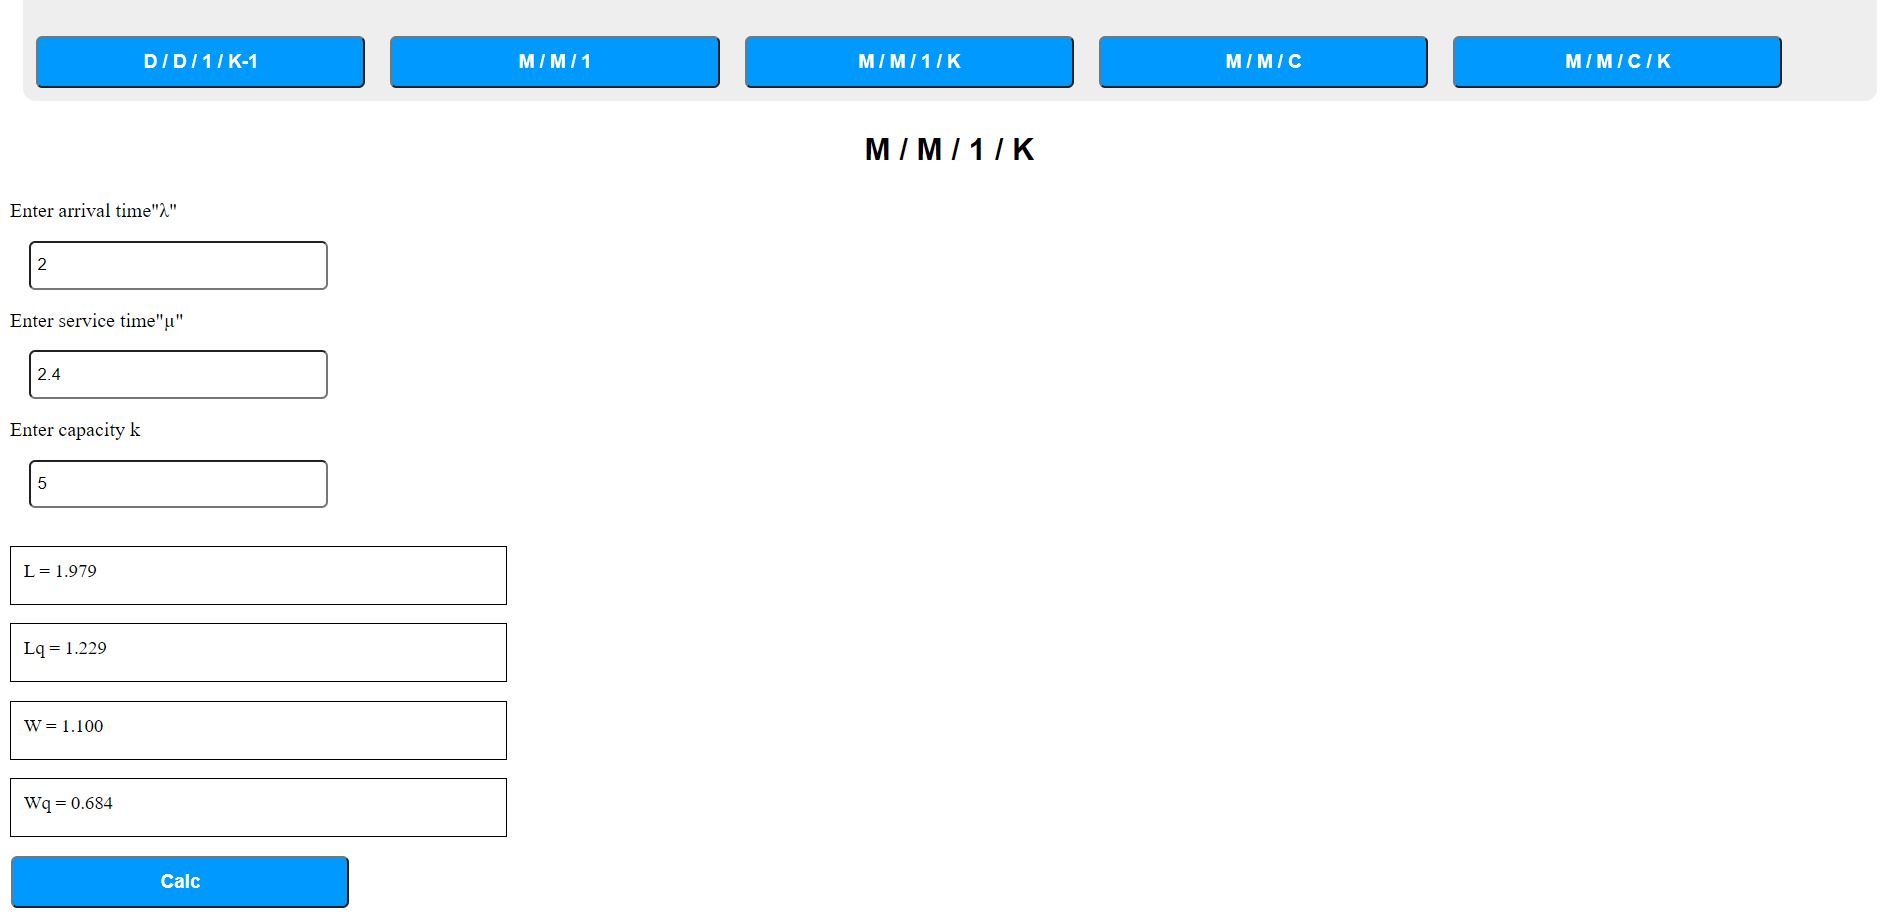 D / D / 1 / K-1 M / M / 1 M / M / 1 / K M / M / C M / M / C / K
M / M / 1 / K
Enter arrival time"λ"
2
Enter service time"µ"
2.4
Enter capacity k
5
L = 1.979
Lq = 1.229
W = 1.100
Wq = 0.684
Calc